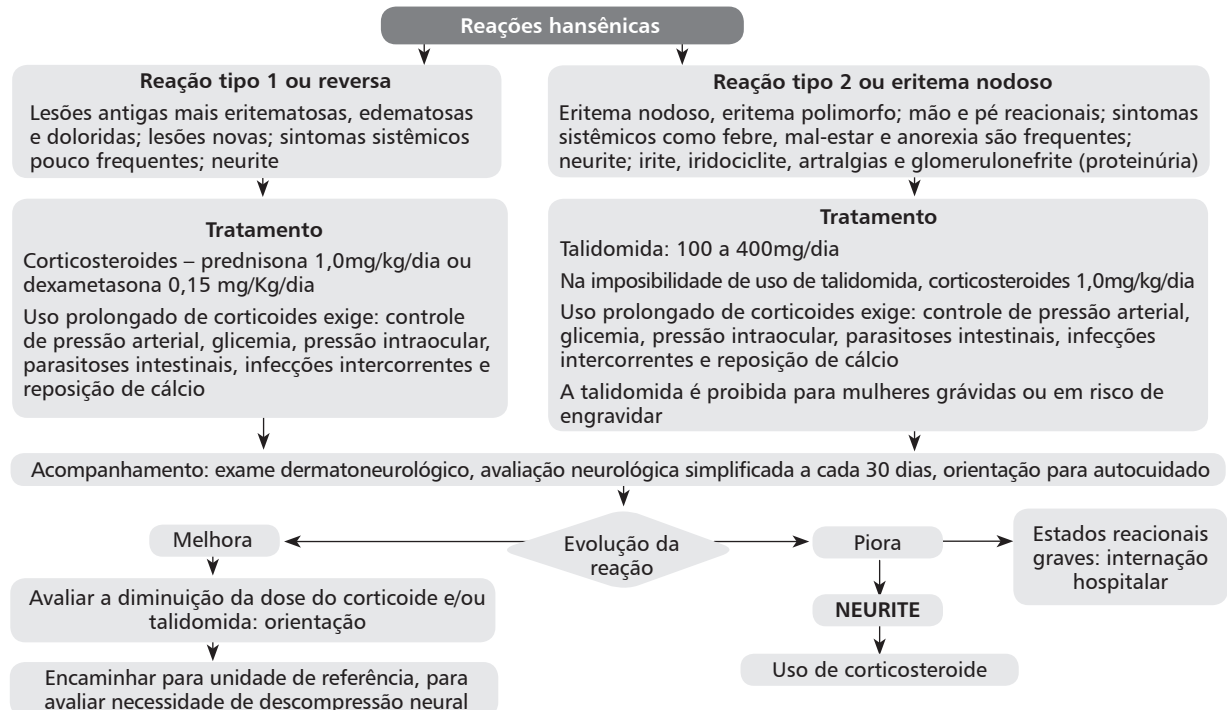 Reações hansênicas
Reação tipo 1 ou reversa
Lesões antigas mais eritematosas, edematosas
e doloridas; lesões novas; sintomas sistêmicos
pouco frequentes; neurite
Reação tipo 2 ou eritema nodoso
Eritema nodoso, eritema polimorfo; mão e pé reacionais; sintomas
sistêmicos como febre, mal-estar e anorexia são frequentes;
neurite; irite, iridociclite, artralgias e glomerulonefrite (proteinúria)
Tratamento
Corticosteroides – prednisona 1,0mg/kg/dia ou
dexametasona 0,15 mg/Kg/dia
Uso prolongado de corticoides exige: controle
de pressão arterial, glicemia, pressão intraocular,
parasitoses intestinais, infecções intercorrentes e
reposição de cálcio
Tratamento
Talidomida: 100 a 400mg/dia
Na imposibilidade de uso de talidomida, corticosteroides 1,0mg/kg/dia
Uso prolongado de corticoides exige: controle de pressão arterial,
glicemia, pressão intraocular, parasitoses intestinais, infecções
intercorrentes e reposição de cálcio
A talidomida é proibida para mulheres grávidas ou em risco de
engravidar
Acompanhamento: exame dermatoneurológico, avaliação neurológica simplificada a cada 30 dias, orientação para autocuidado
Melhora
Evolução da
reação
Piora
Estados reacionais
graves: internação
hospitalar
Avaliar a diminuição da dose do corticoide e/ou
talidomida: orientação
NEURITE
Encaminhar para unidade de referência, para
avaliar necessidade de descompressão neural
Uso de corticosteroide